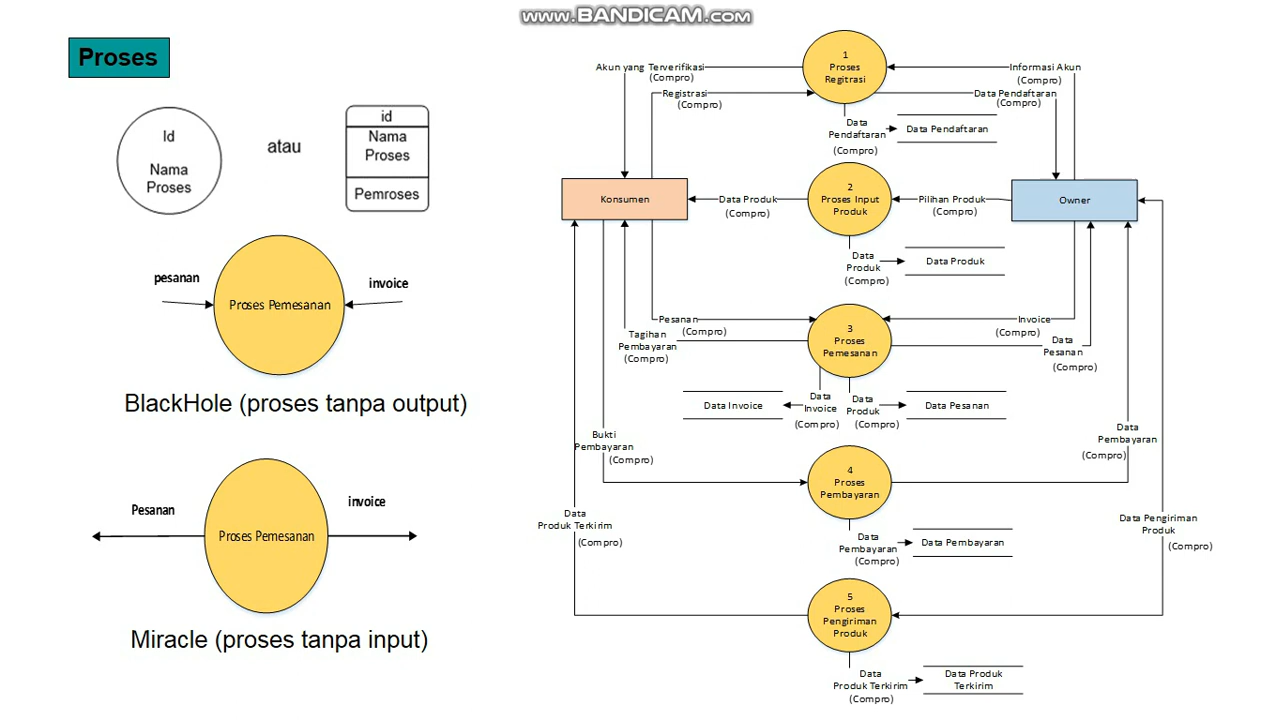 www.BANDICAM.com
Proses
Id
Nama
Proses
atau
id
Nama
Proses
Pemroses
pesanan
invoice
Proses Pemesanan
BlackHole (proses tanpa output)
Pesanan
invoice
Proses Pemesanan
Miracle (proses tanpa input)
1
Proses
Regitrasi
Akun yang Terverifikasi
(Compro)
Registrasi
(Compro)
Informasi Akun
(Compro)
Data Pendaftaran
(Compro)
Data
Pendaftaran
(Compro)
Data Pendaftaran
Konsumen
2
Proses Input
Produk
Owner
Data Produk
(Compro)
Pilihan Produk
(Compro)
Data
Produk
(Compro)
Data Produk
Pesanan
(Compro)
Tagihan
Pembayaran
(Compro)
3
Proses
Pemesanan
Invoice
(Compro)
Data
Pesanan
(Compro)
Data Invoice
Data
Invoice
(Compro)
Data
Produk
(Compro)
Data Pesanan
Bukti
Pembayaran
(Compro)
4
Proses
Pembayaran
Data
Pembayaran
(Compro)
Data
Pembayaran
(Compro)
Data Pembayaran
Data
Produk Terkirim
(Compro)
Data Pengiriman
Produk
(Compro)
5
Proses
Pengiriman
Produk
Data
Produk Terkirim
(Compro)
Data Produk
Terkirim